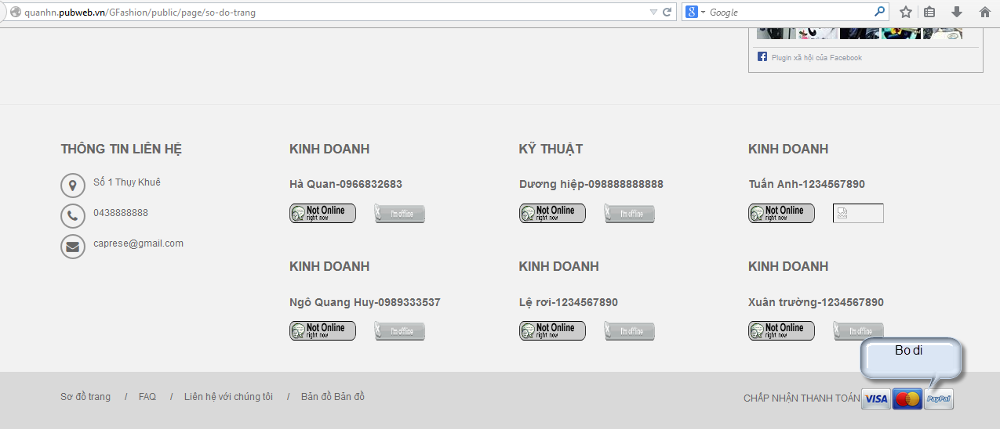 quanhn.pubweb.vn/GFashion/public/page/so-do-trang
Google
Plugin xã hội của Facebook
THÔNG TIN LIÊN HỆ
Số 1 Thụy Khuê
0438888888
caprese@gmail.com
KINH DOANH
Hà Quan-0966832683
Not Online
right now
I'm offline
KỸ THUẬT
Dương hiệp-098888888888
Not Online
right now
I'm offline
KINH DOANH
Tuấn Anh-1234567890
Not Online
right now
KINH DOANH
Ngô Quang Huy-0989333537
Not Online
right now
I'm offline
KINH DOANH
Lệ rơi-1234567890
Not Online
right now
I'm offline
KINH DOANH
Xuân trường-1234567890
Not Online
right now
I'm offline
Bo di
Sơ đồ trang / FAQ / Liên hệ với chúng tôi / Bản đồ Bản đồ
CHẤP NHẬN THANH TOÁN VISA MasterCard PayPal